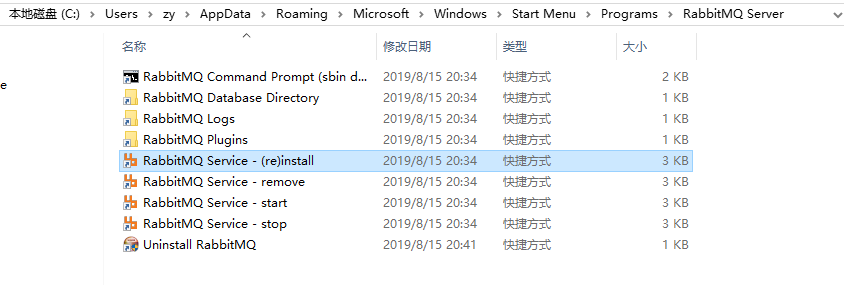 本地磁盘 (C:) > Users > zy > AppData > Roaming > Microsoft > Windows > Start Menu > Programs > RabbitMQ Server
名称 修改日期 类型 大小
RabbitMQ Command Prompt (sbin d... 2019/8/15 20:34 快捷方式 2 KB
e RabbitMQ Database Directory 2019/8/15 20:34 快捷方式 1 KB
RabbitMQ Logs 2019/8/15 20:34 快捷方式 1 KB
RabbitMQ Plugins 2019/8/15 20:34 快捷方式 1 KB
RabbitMQ Service - (re)install 2019/8/15 20:34 快捷方式 3 KB
RabbitMQ Service - remove 2019/8/15 20:34 快捷方式 3 KB
RabbitMQ Service - start 2019/8/15 20:34 快捷方式 3 KB
RabbitMQ Service - stop 2019/8/15 20:34 快捷方式 3 KB
Uninstall RabbitMQ 2019/8/15 20:41 快捷方式 1 KB